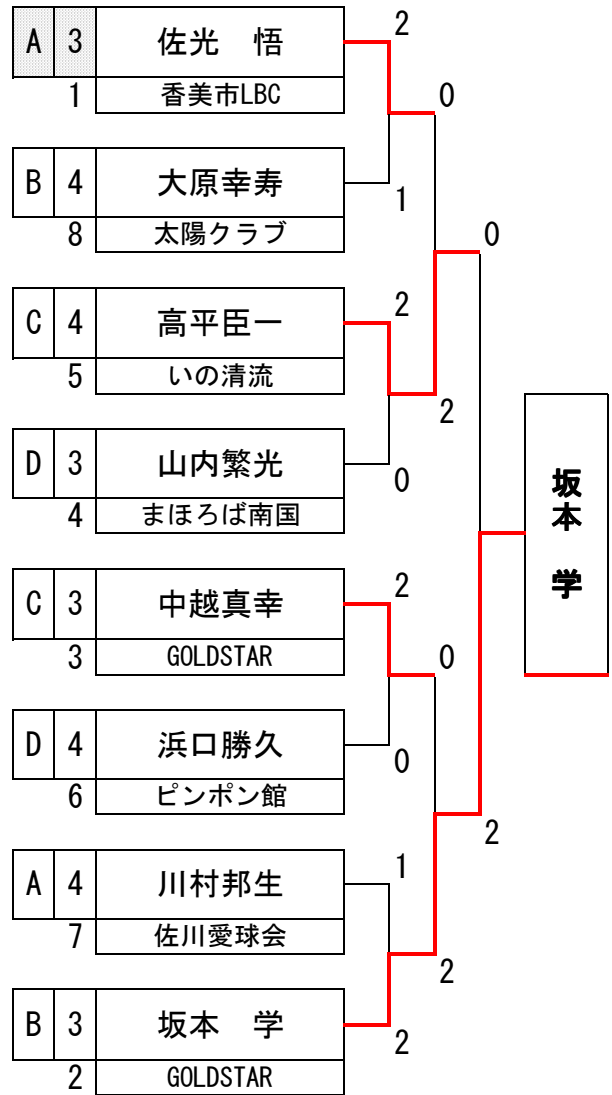 2
A 3 佐光　悟
0
1 香美市LBC
B 4 大原幸寿
1
8 太陽クラブ
0
2
C 4 高平臣一
5 いの清流
2
D 3 山内繁光
0
4 まほろば南国
坂本　学
2
C 3 中越真幸
0
3 GOLDSTAR
D 4 浜口勝久
0
6 ピンポン館
2
1
A 4 川村邦生
7 佐川愛球会
2
B 3 坂本　学
2
2 GOLDSTAR